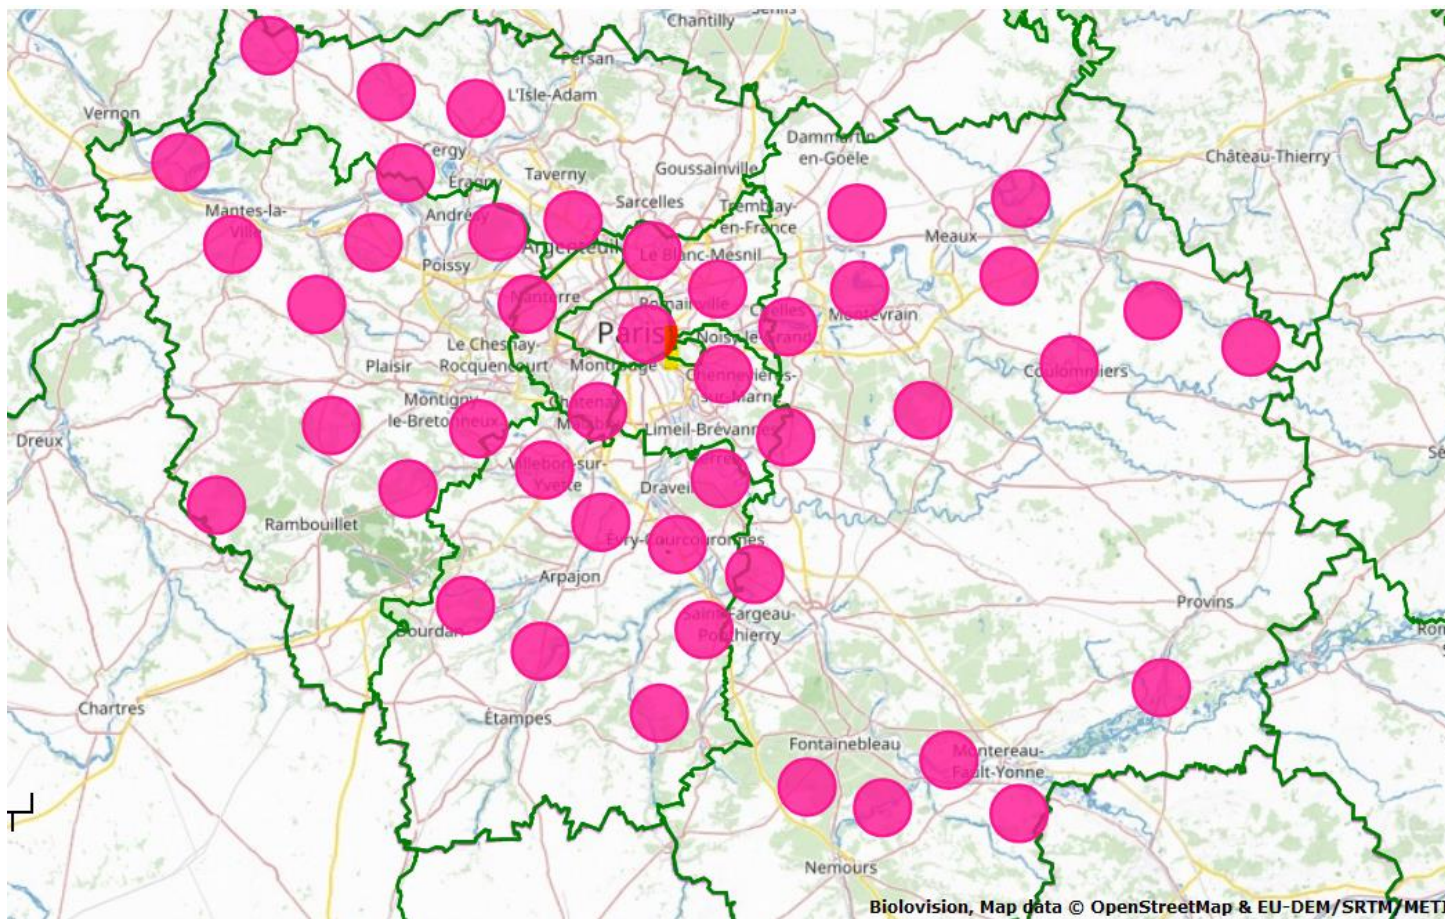 Chantilly
Senlis
Persan
L'Isle-Adam
Vernon
Dammartin-
en-Goële
Cergy
Château-Thierry
Goussainville
Taverny
Éragny
Sarcelles
Mantes-la-
Ville
Andrésy
Tremblay-
en-France
Meaux
Argenteuil
Le Blanc-Mesnil
Poissy
Nanterre
Romainville
Chelles
Montévrain
Paris
Noisy-le-Grand
Le Chesnay-
Rocquencourt
Plaisir
Montrouge
Chennevières-
sur-Marne
Coulommiers
Montigny-
le-Bretonneux
Châtenay-
Malabry
Limeil-Brévannes
Dreux
Villebon-sur-
Yvette
Draveil
Rambouillet
Évry-Courcouronnes
Arpajon
Provins
Saint-Fargeau-
Ponthierry
Dourdan
Chartres
Étampes
Fontainebleau
Montereau-
Fault-Yonne
Nemours
Biolovision, Map data © OpenStreetMap & EU-DEM/SRTM/METI